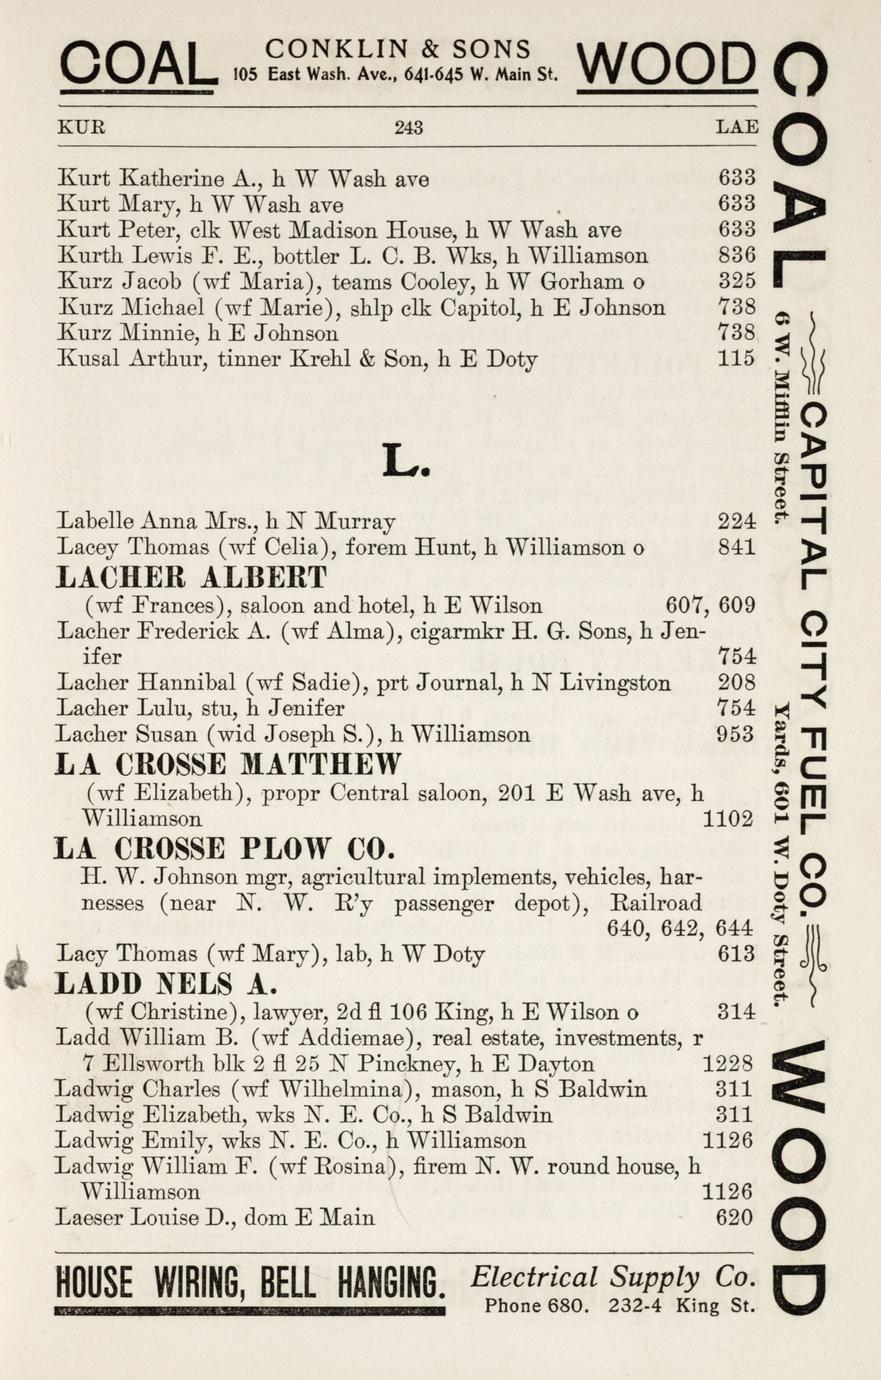 COAL CONKLIN & SONS WOOD
105 East Wash. Ave., 641-645 W. Main St.
KUR 243 LAE
Kurt Katherine A., h W Wash ave 633
Kurt Mary, h W Wash ave 633
Kurt Peter, clk West Madison House, h W Wash ave 633
Kurth Lewis F. E., bottler L. C. B. Wks, h Williamson 836
Kurz Jacob (wf Maria), teams Cooley, h W Gorham o 325
Kurz Michael (wf Marie), shlp clk Capitol, h E Johnson 738
Kurz Minnie, h E Johnson 738
Kusal Arthur, tinner Krehl & Son, h E Doty 115
L.
Labelle Anna Mrs., h N Murray 224
Lacey Thomas (wf Celia), forem Hunt, h Williamson o 841
LACHER ALBERT
(wf Frances), saloon and hotel, h E Wilson 607, 609
Lacher Frederick A. (wf Alma), cigarmkr H. G. Sons, h Jen-
ifer 754
Lacher Hannibal (wf Sadie), prt Journal, h N Livingston 208
Lacher Lulu, stu, h Jenifer 754
Lacher Susan (wid Joseph S.), h Williamson 953
LA CROSSE MATTHEW
(wf Elizabeth), propr Central saloon, 201 E Wash ave, h
Williamson 1102
LA CROSSE PLOW CO.
H. W. Johnson mgr, agricultural implements, vehicles, har-
nesses (near N. W. R'y passenger depot), Railroad
640, 642, 644
Lacy Thomas (wf Mary), lab, h W Doty 613
LADD NELS A.
(wf Christine), lawyer, 2d fl 106 King, h E Wilson o 314
Ladd William B. (wf Addiemae), real estate, investments, r
7 Ellsworth blk 2 fl 25 N Pinckney, h E Dayton 1228
Ladwig Charles (wf Wilhelmina), mason, h S Baldwin 311
Ladwig Elizabeth, wks N. E. Co., h S Baldwin 311
Ladwig Emily, wks N. E. Co., h Williamson 1126
Ladwig William F. (wf Rosina), firem N. W. round house, h
Williamson 1126
Laeser Louise D., dom E Main 620
HOUSE WIRING, BELL HANGING. Electrical Supply Co.
Phone 680. 232-4 King St.
COAL
CAPITAL CITY FUEL CO.
6 W. Mifflin Street. Yards, 601 W. Doty Street.
WOOD